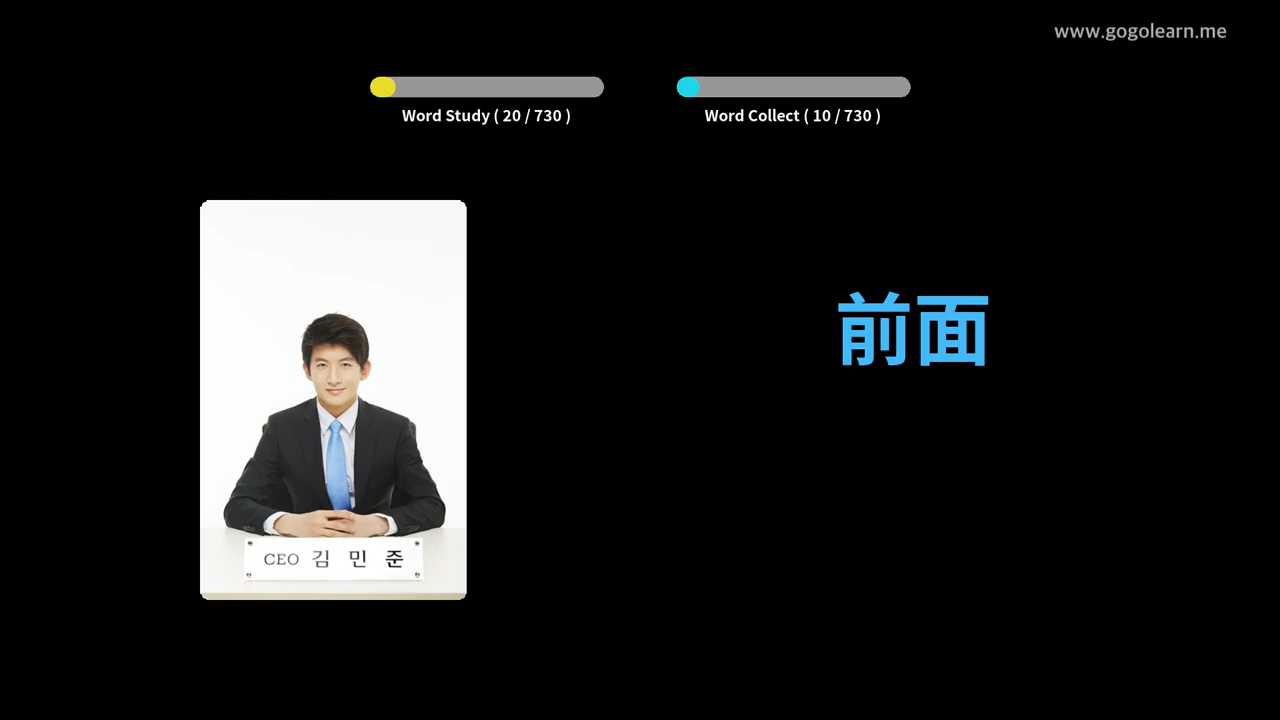 www.gogolearn.me
Word Study ( 20 / 730 )
Word Collect ( 10 / 730 )
前面
CEO 김 민 준